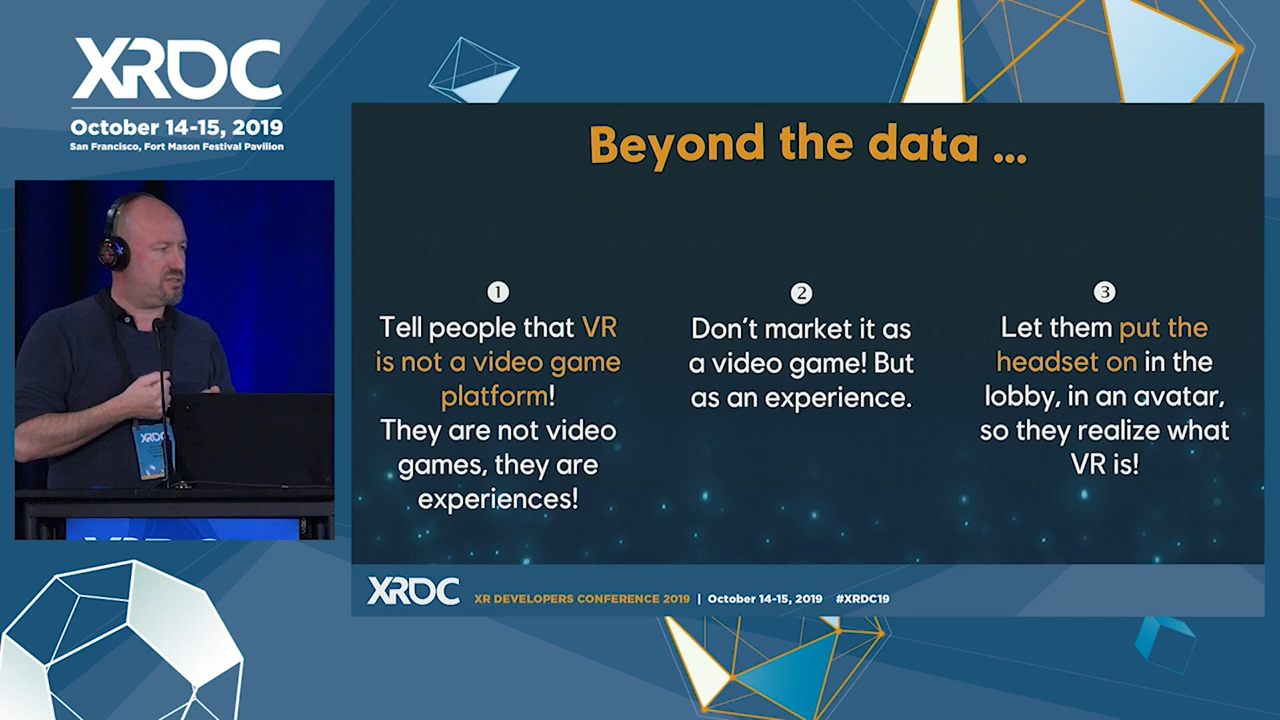 XRDC
October 14-15, 2019
San Francisco, Fort Mason Festival Pavilion
Beyond the data ...
1
Tell people that VR
is not a video game
platform!
They are not video
games, they are
experiences!
2
Don't market it as
a video game! But
as an experience.
3
Let them put the
headset on in the
lobby, in an avatar,
so they realize what
VR is!
XRDC
XRDC XR DEVELOPERS CONFERENCE 2019 | October 14-15, 2019 #XRDC19